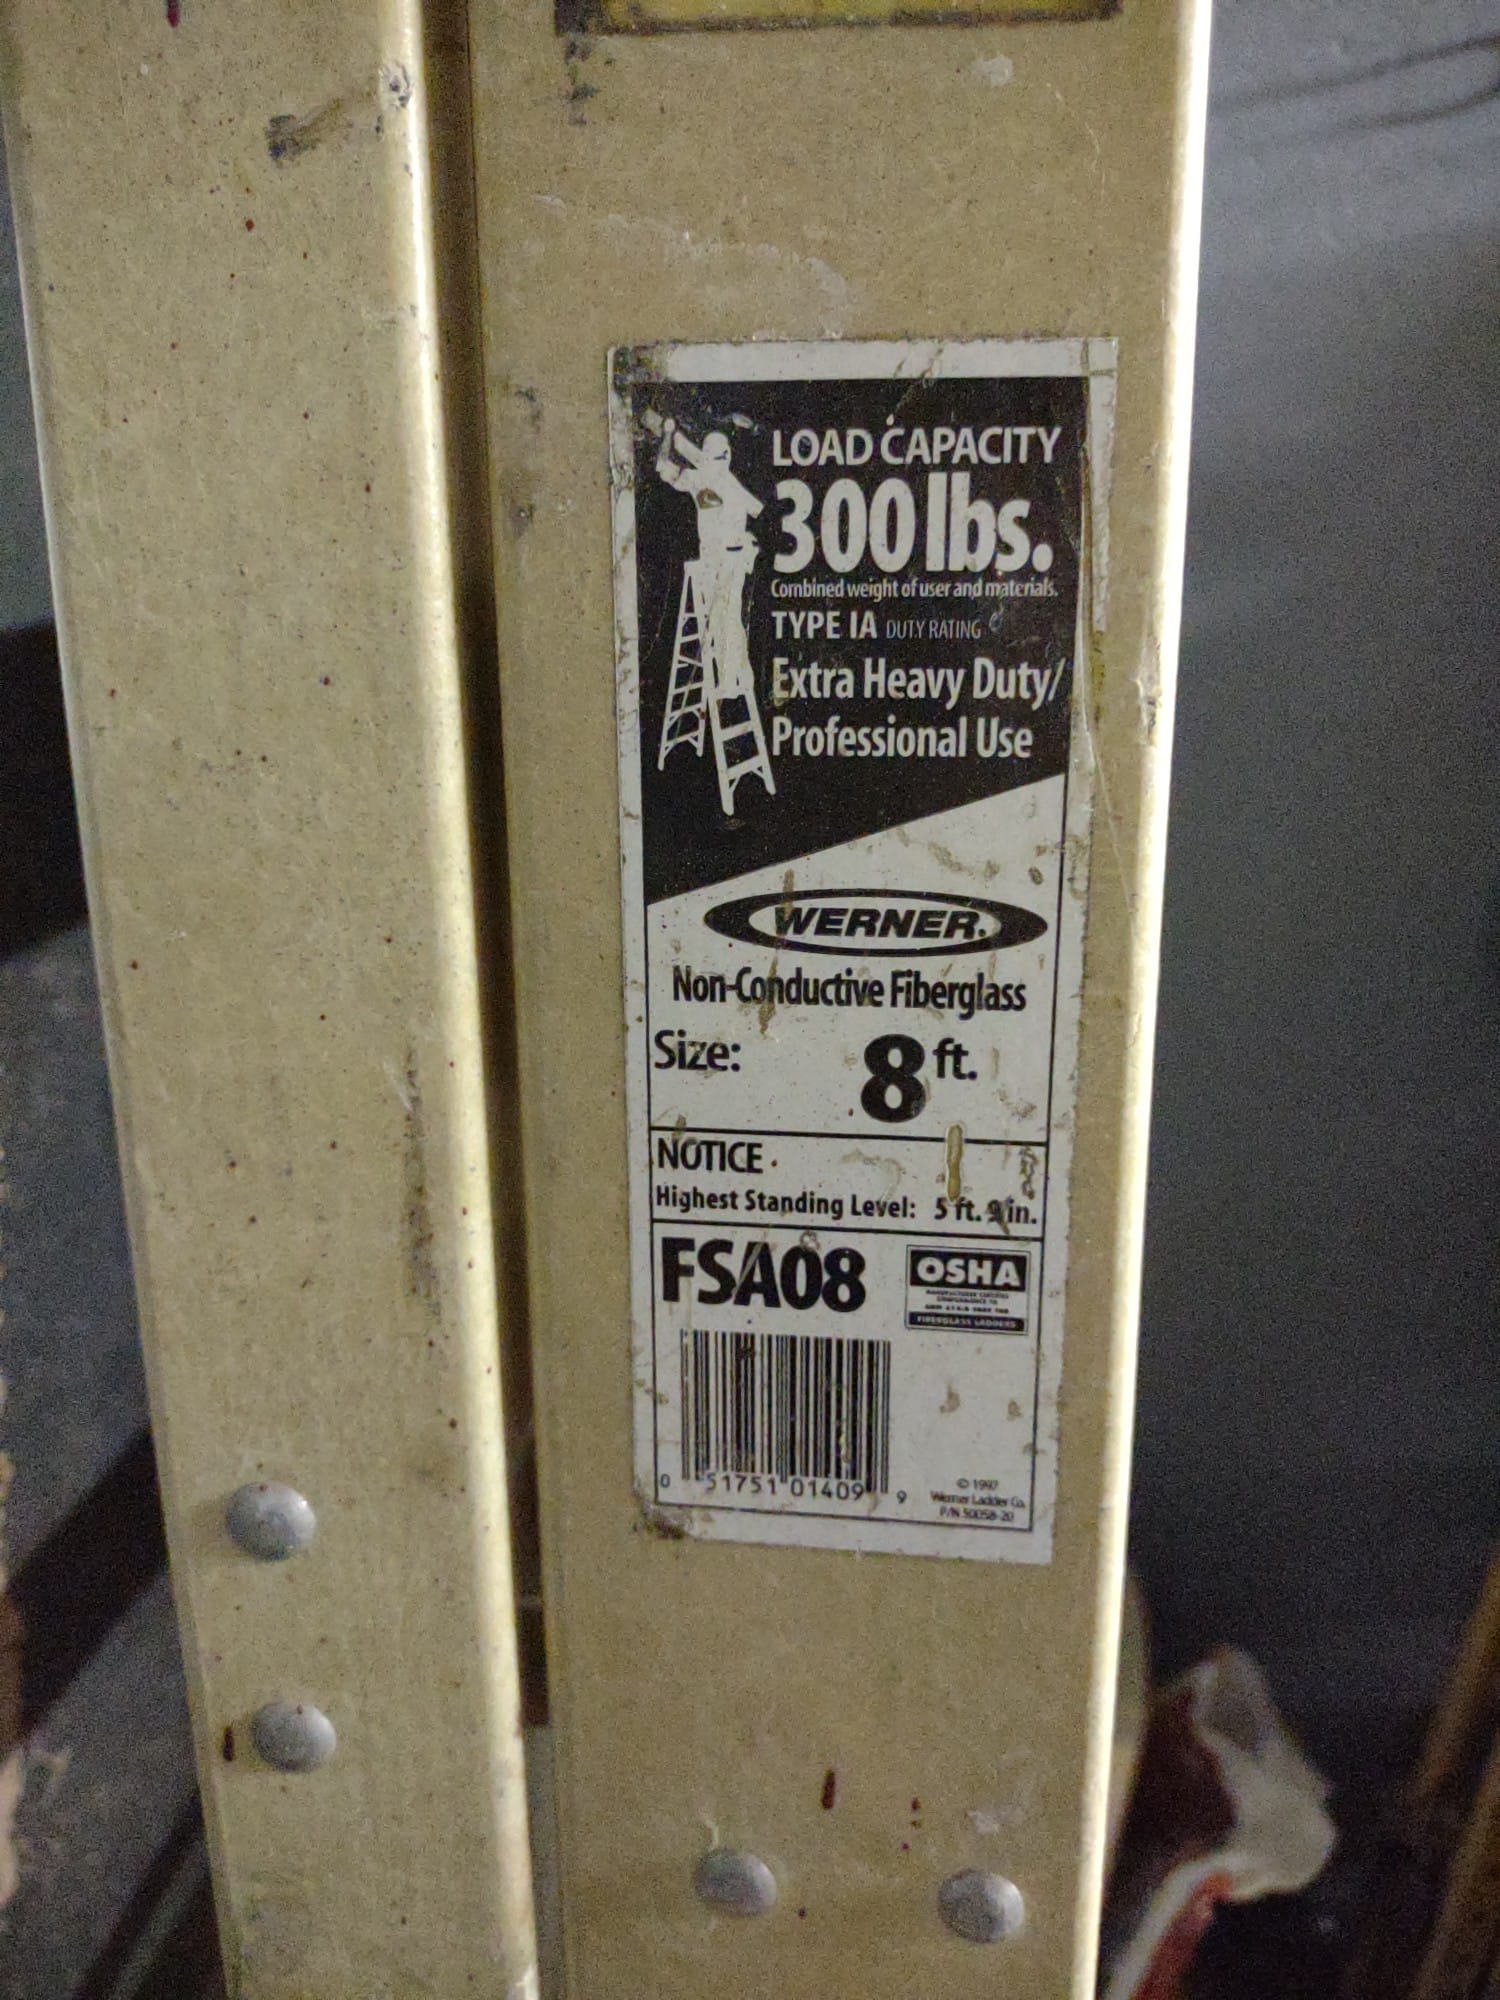 LOAD CAPACITY
300 lbs.
Combined weight of user and materials.
TYPE IA DUTY RATING
Extra Heavy Duty/
Professional Use
WERNER.
Non-Conductive Fiberglass
Size: 8 ft.
NOTICE
Highest Standing Level: 5 ft. 9 in.
FSA08
OSHA
FIBERGLASS LADDERS
0 51751 01409 9
© 1997
Werner Ladder Co.
P/N 50058-20